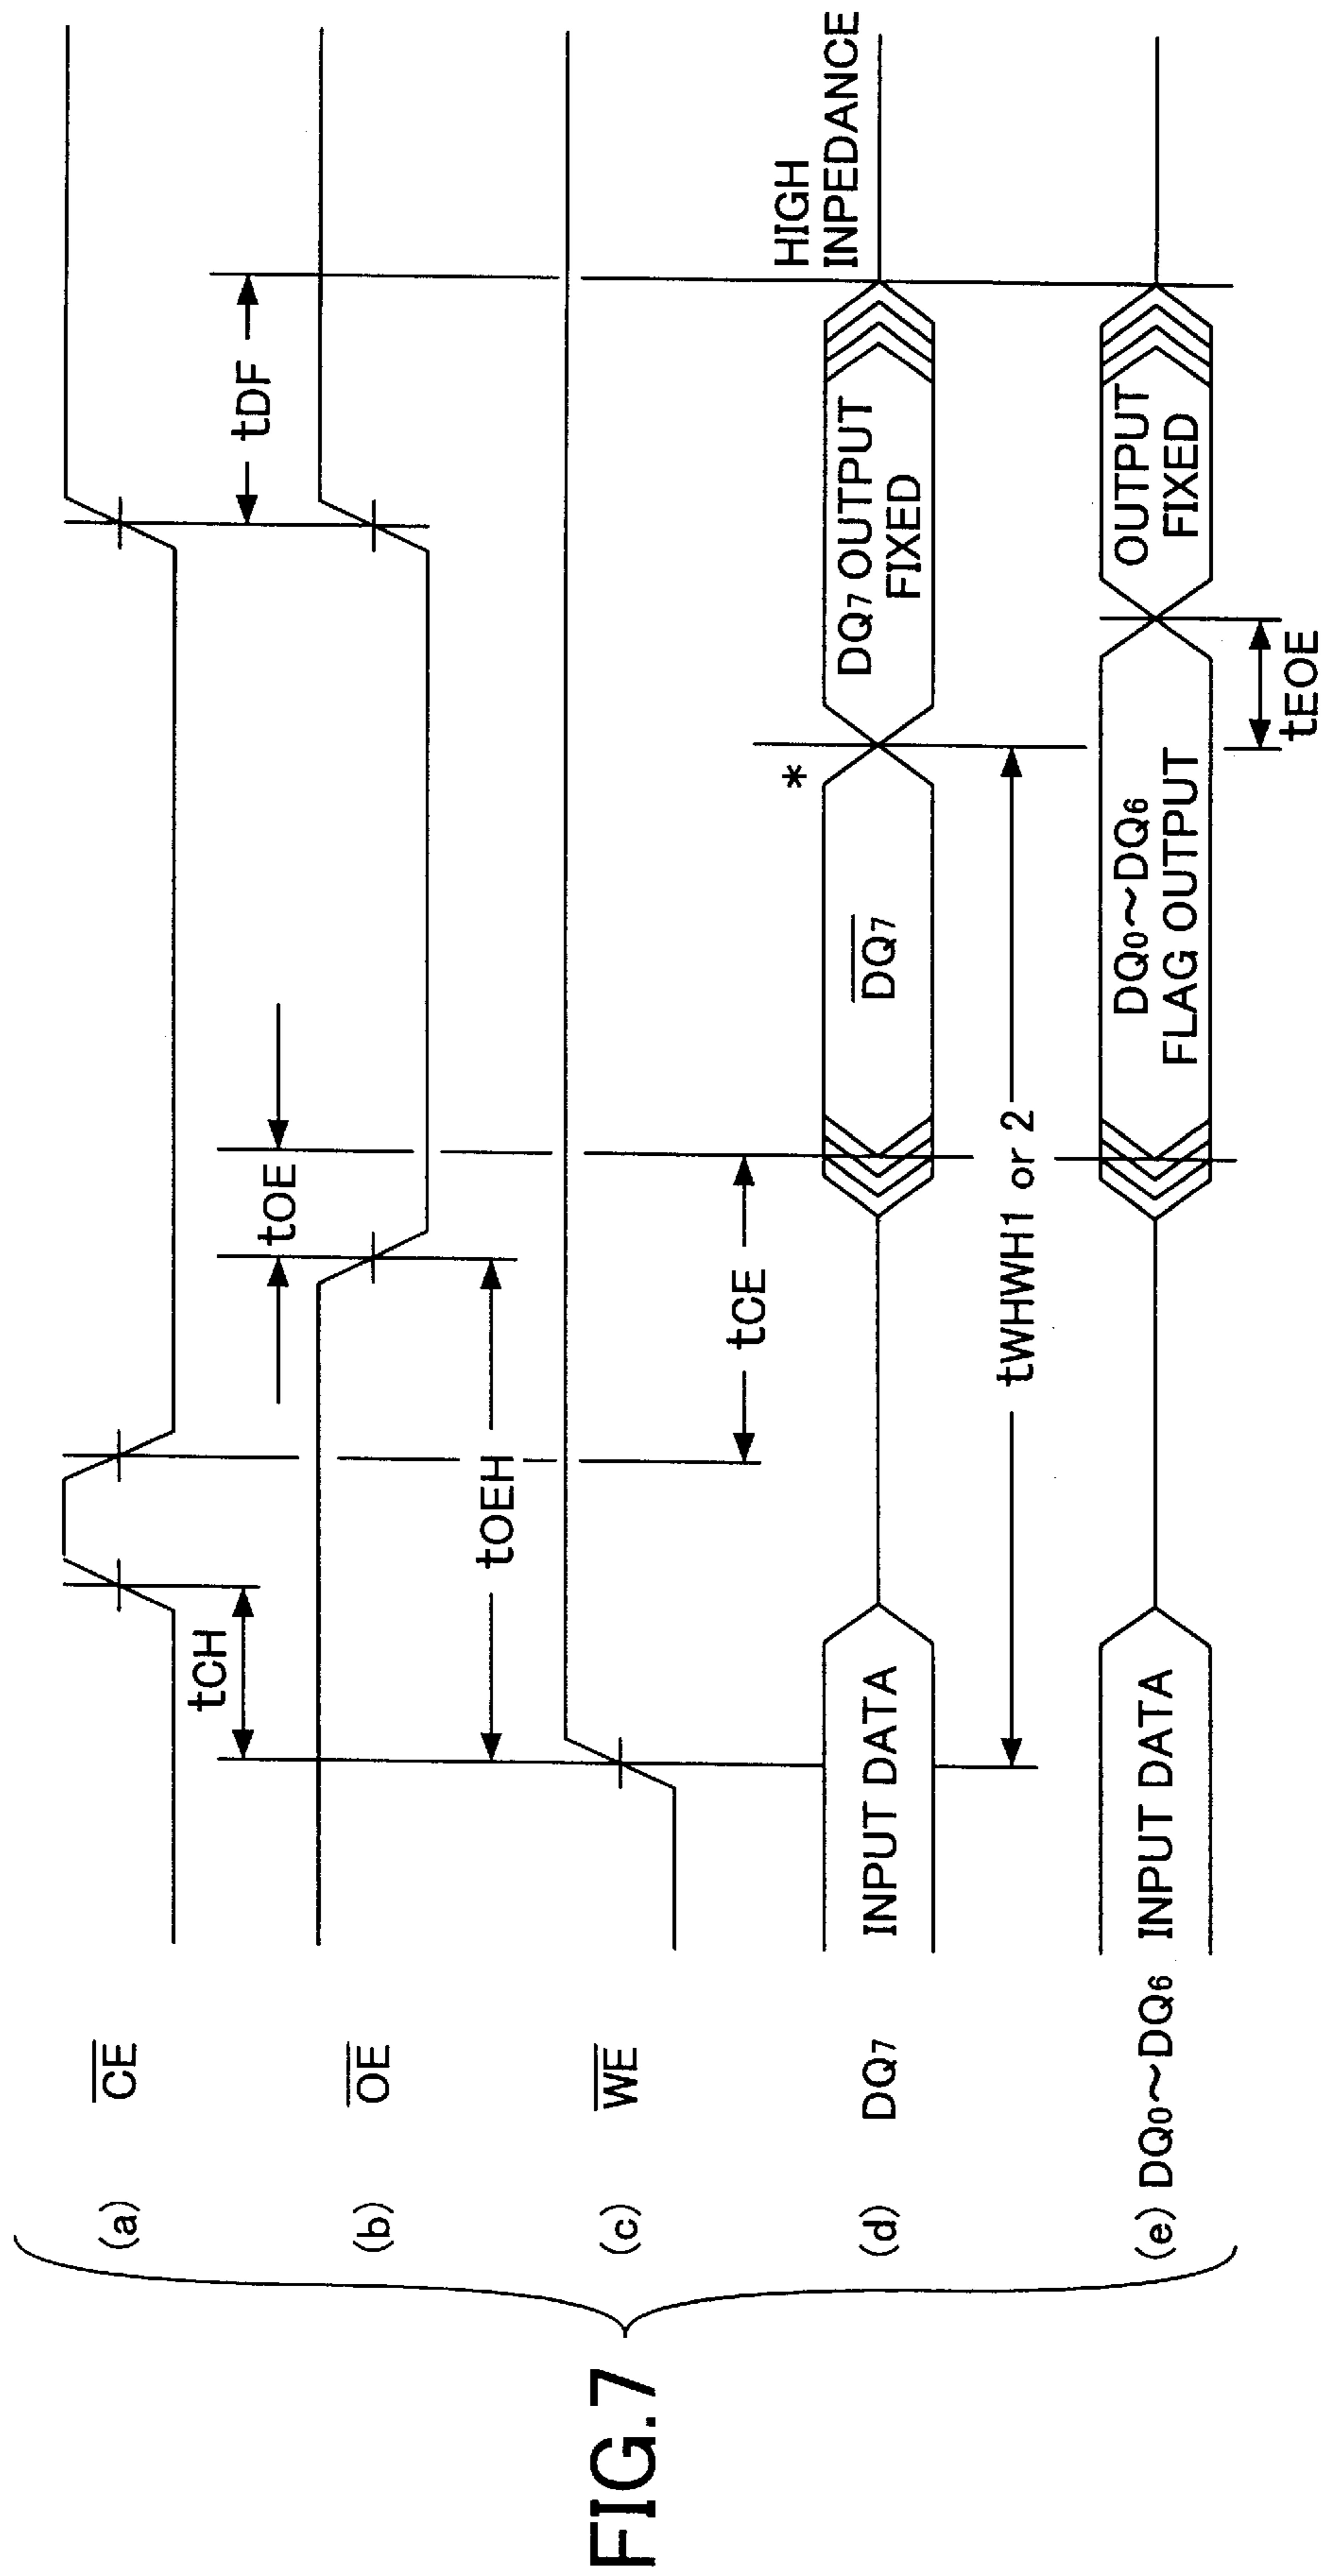 FIG.7
(a) CE
(b) OE
(c) WE
(d) DQ7
(e) DQ0~DQ6
tCH
tOE
tDF
tOEH
tCE
INPUT DATA
DQ7
*
DQ7 OUTPUT
FIXED
HIGH
INPEDANCE
tWHWH1 or 2
INPUT DATA
DQ0~DQ6
FLAG OUTPUT
OUTPUT
FIXED
tEOE